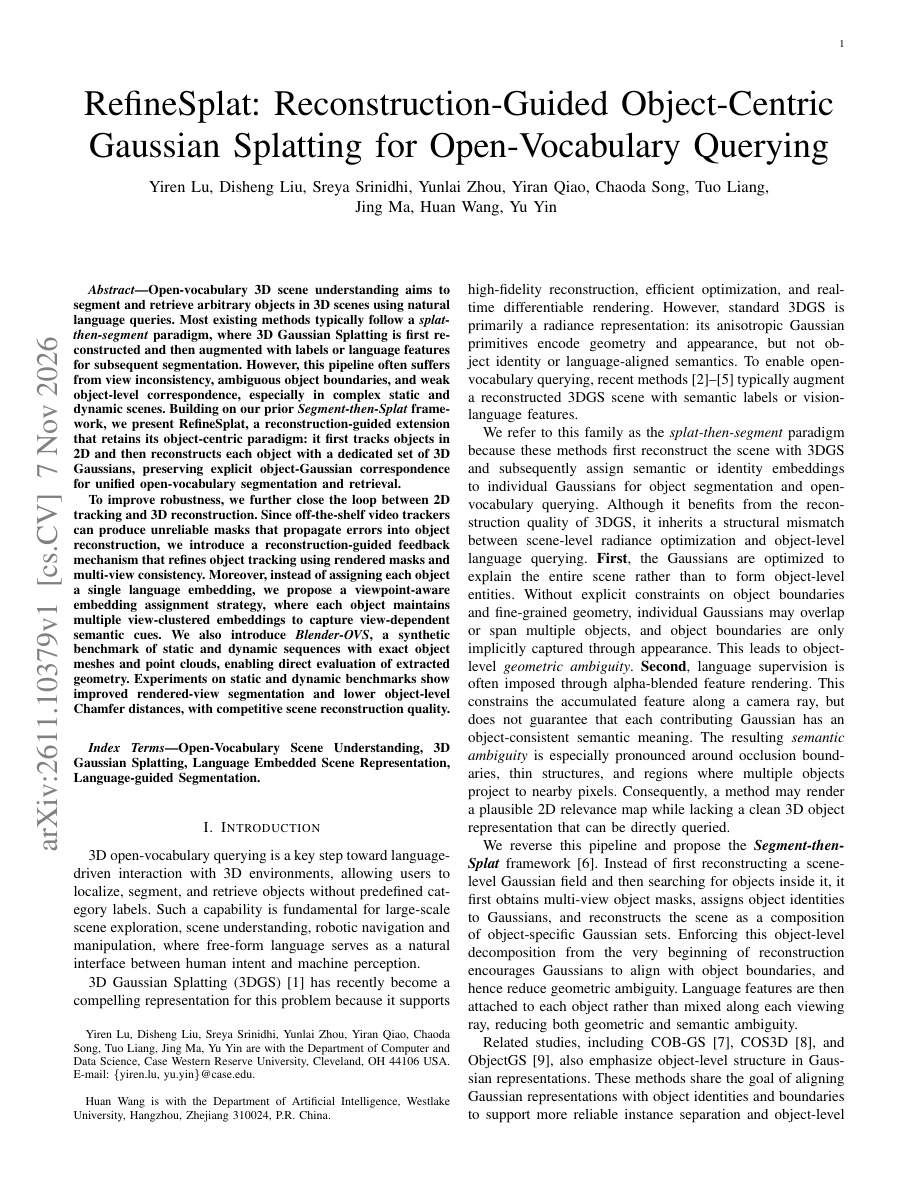 1
RefineSplat: Reconstruction-Guided Object-Centric
Gaussian Splatting for Open-Vocabulary Querying
Yiren Lu, Disheng Liu, Sreya Srinidhi, Yunlai Zhou, Yiran Qiao, Chaoda Song, Tuo Liang,
Jing Ma, Huan Wang, Yu Yin
arXiv:2611.10379v1 [cs.CV] 7 Nov 2026
Abstract—Open-vocabulary 3D scene understanding aims to
segment and retrieve arbitrary objects in 3D scenes using natural
language queries. Most existing methods typically follow a splat-
then-segment paradigm, where 3D Gaussian Splatting is first re-
constructed and then augmented with labels or language features
for subsequent segmentation. However, this pipeline often suffers
from view inconsistency, ambiguous object boundaries, and weak
object-level correspondence, especially in complex static and
dynamic scenes. Building on our prior Segment-then-Splat frame-
work, we present RefineSplat, a reconstruction-guided extension
that retains its object-centric paradigm: it first tracks objects in
2D and then reconstructs each object with a dedicated set of 3D
Gaussians, preserving explicit object-Gaussian correspondence
for unified open-vocabulary segmentation and retrieval.
To improve robustness, we further close the loop between 2D
tracking and 3D reconstruction. Since off-the-shelf video trackers
can produce unreliable masks that propagate errors into object
reconstruction, we introduce a reconstruction-guided feedback
mechanism that refines object tracking using rendered masks and
multi-view consistency. Moreover, instead of assigning each object
a single language embedding, we propose a viewpoint-aware
embedding assignment strategy, where each object maintains
multiple view-clustered embeddings to capture view-dependent
semantic cues. We also introduce Blender-OVS, a synthetic
benchmark of static and dynamic sequences with exact object
meshes and point clouds, enabling direct evaluation of extracted
geometry. Experiments on static and dynamic benchmarks show
improved rendered-view segmentation and lower object-level
Chamfer distances, with competitive scene reconstruction quality.
Index Terms—Open-Vocabulary Scene Understanding, 3D
Gaussian Splatting, Language Embedded Scene Representation,
Language-guided Segmentation.
I. INTRODUCTION
3D open-vocabulary querying is a key step toward language-
driven interaction with 3D environments, allowing users to
localize, segment, and retrieve objects without predefined cat-
egory labels. Such a capability is fundamental for large-scale
scene exploration, scene understanding, robotic navigation and
manipulation, where free-form language serves as a natural
interface between human intent and machine perception.
3D Gaussian Splatting (3DGS) [1] has recently become a
compelling representation for this problem because it supports
Yiren Lu, Disheng Liu, Sreya Srinidhi, Yunlai Zhou, Yiran Qiao, Chaoda
Song, Tuo Liang, Jing Ma, Yu Yin are with the Department of Computer and
Data Science, Case Western Reserve University, Cleveland, OH 44106 USA.
E-mail: {yiren.lu, yu.yin}@case.edu.
Huan Wang is with the Department of Artificial Intelligence, Westlake
University, Hangzhou, Zhejiang 310024, P.R. China.
high-fidelity reconstruction, efficient optimization, and real-
time differentiable rendering. However, standard 3DGS is
primarily a radiance representation: its anisotropic Gaussian
primitives encode geometry and appearance, but not ob-
ject identity or language-aligned semantics. To enable open-
vocabulary querying, recent methods [2]–[5] typically augment
a reconstructed 3DGS scene with semantic labels or vision-
language features.
We refer to this family as the splat-then-segment paradigm
because these methods first reconstruct the scene with 3DGS
and subsequently assign semantic or identity embeddings
to individual Gaussians for object segmentation and open-
vocabulary querying. Although it benefits from the recon-
struction quality of 3DGS, it inherits a structural mismatch
between scene-level radiance optimization and object-level
language querying. First, the Gaussians are optimized to
explain the entire scene rather than to form object-level
entities. Without explicit constraints on object boundaries
and fine-grained geometry, individual Gaussians may overlap
or span multiple objects, and object boundaries are only
implicitly captured through appearance. This leads to object-
level geometric ambiguity. Second, language supervision is
often imposed through alpha-blended feature rendering. This
constrains the accumulated feature along a camera ray, but
does not guarantee that each contributing Gaussian has an
object-consistent semantic meaning. The resulting semantic
ambiguity is especially pronounced around occlusion bound-
aries, thin structures, and regions where multiple objects
project to nearby pixels. Consequently, a method may render
a plausible 2D relevance map while lacking a clean 3D object
representation that can be directly queried.
We reverse this pipeline and propose the Segment-then-
Splat framework [6]. Instead of first reconstructing a scene-
level Gaussian field and then searching for objects inside it, it
first obtains multi-view object masks, assigns object identities
to Gaussians, and reconstructs the scene as a composition
of object-specific Gaussian sets. Enforcing this object-level
decomposition from the very beginning of reconstruction
encourages Gaussians to align with object boundaries, and
hence reduce geometric ambiguity. Language features are then
attached to each object rather than mixed along each viewing
ray, reducing both geometric and semantic ambiguity.
Related studies, including COB-GS [7], COS3D [8], and
ObjectGS [9], also emphasize object-level structure in Gaus-
sian representations. These methods share the goal of aligning
Gaussian representations with object identities and boundaries
to support more reliable instance separation and object-level